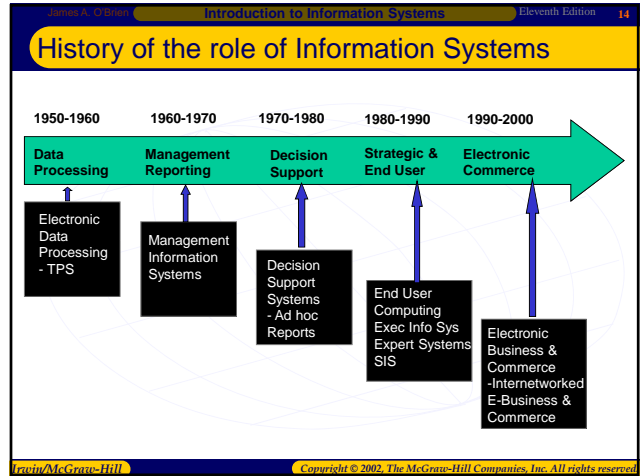 James A. O'Brien Introduction to Information Systems Eleventh Edition 14
History of the role of Information Systems
1950-1960 1960-1970 1970-1980 1980-1990 1990-2000
Data
Processing
Management
Reporting
Decision
Support
Strategic &
End User
Electronic
Commerce
Electronic
Data
Processing
- TPS
Management
Information
Systems
Decision
Support
Systems
- Ad hoc
Reports
End User
Computing
Exec Info Sys
Expert Systems
SIS
Electronic
Business &
Commerce
-Internetworked
E-Business &
Commerce
Irwin/McGraw-Hill Copyright © 2002, The McGraw-Hill Companies, Inc. All rights reserved